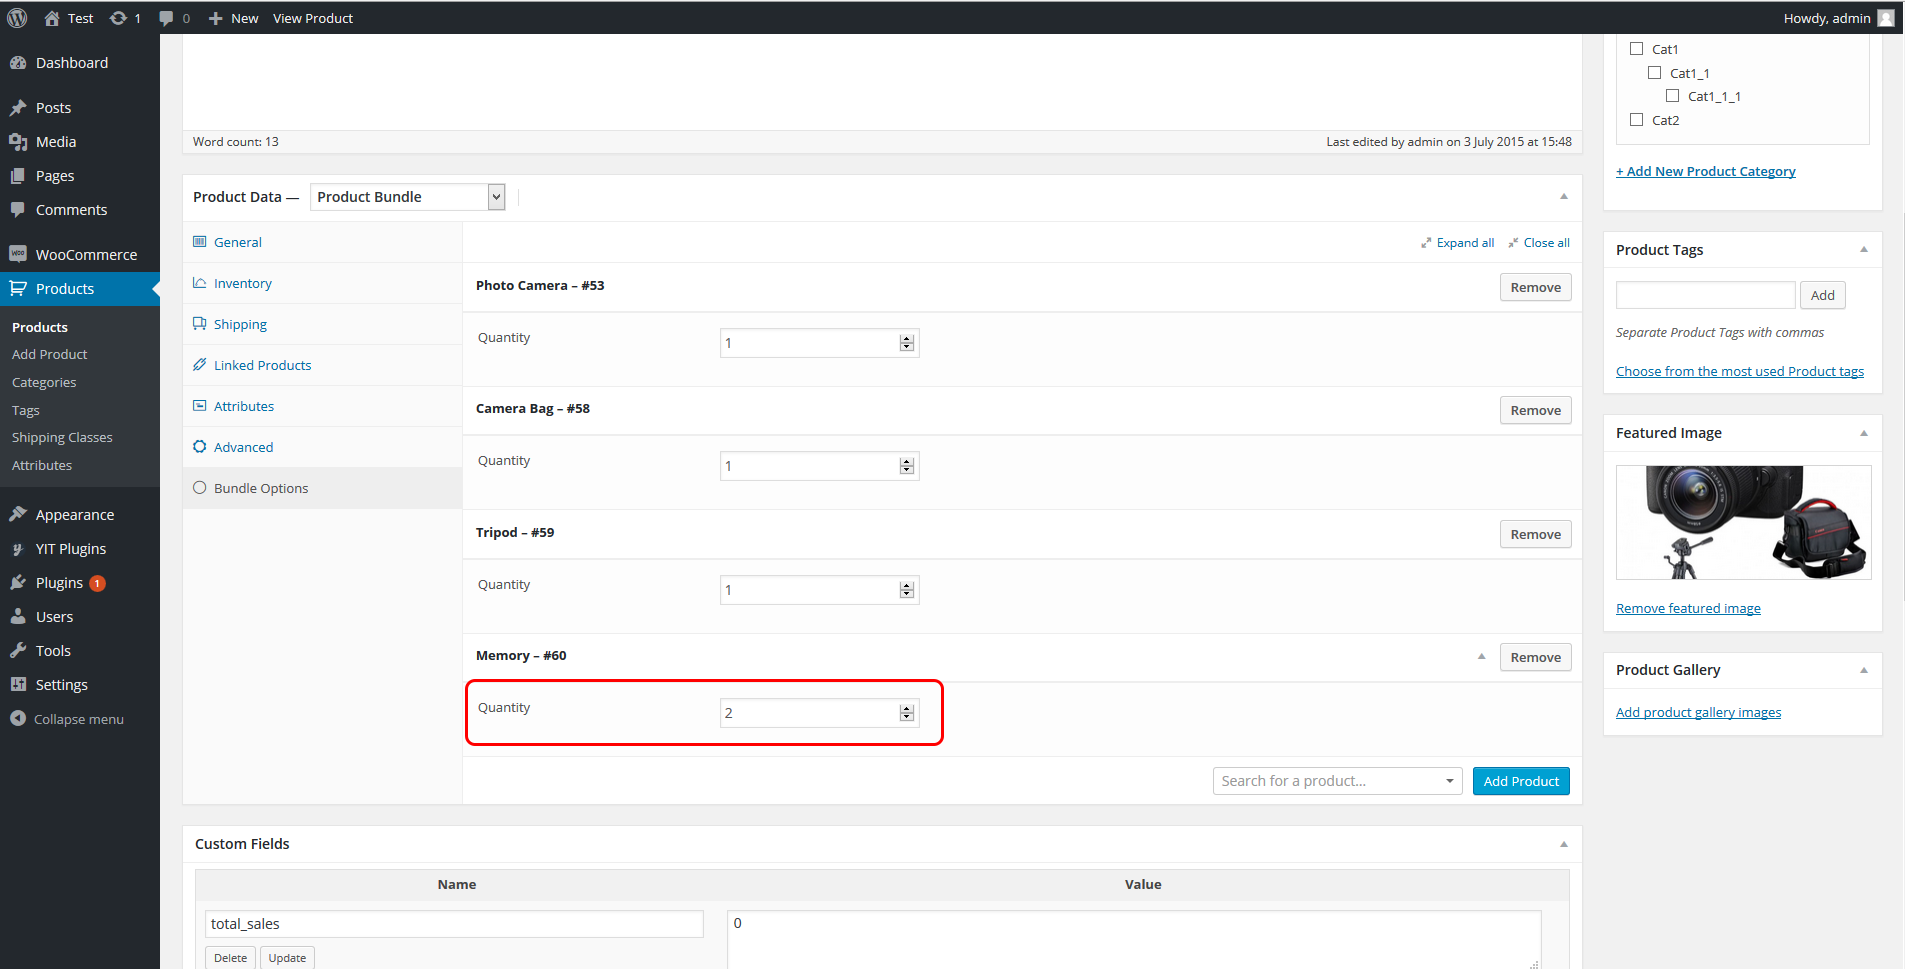 Test
1
0
New
View Product
Howdy, admin
Dashboard
Posts
Media
Pages
Comments
WooCommerce
Products
Products
Add Product
Categories
Tags
Shipping Classes
Attributes
Appearance
YIT Plugins
Plugins 1
Users
Tools
Settings
Collapse menu
Word count: 13
Last edited by admin on 3 July 2015 at 15:48
Product Data — Product Bundle
General
Inventory
Shipping
Linked Products
Attributes
Advanced
Bundle Options
Expand all Close all
Photo Camera – #53
Remove
Quantity
1
Camera Bag – #58
Remove
Quantity
1
Tripod – #59
Remove
Quantity
1
Memory – #60
Remove
Quantity
2
Search for a product...
Add Product
Custom Fields
Name
Value
total_sales
0
Delete
Update
Cat1
Cat1_1
Cat1_1_1
Cat2
+ Add New Product Category
Product Tags
Add
Separate Product Tags with commas
Choose from the most used Product tags
Featured Image
Remove featured image
Product Gallery
Add product gallery images